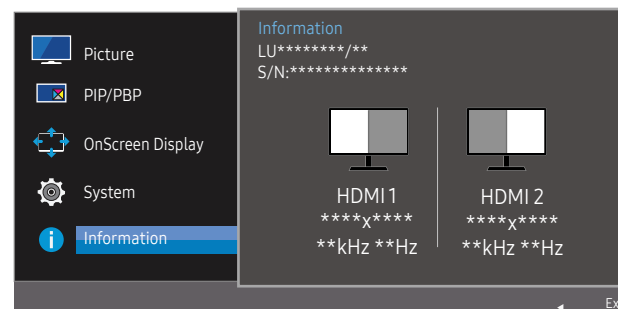 Picture
PIP/PBP
OnScreen Display
System
Information
Information
LU********/**
S/N:**************
HDMI 1
****x****
**kHz **Hz
HDMI 2
****x****
**kHz **Hz